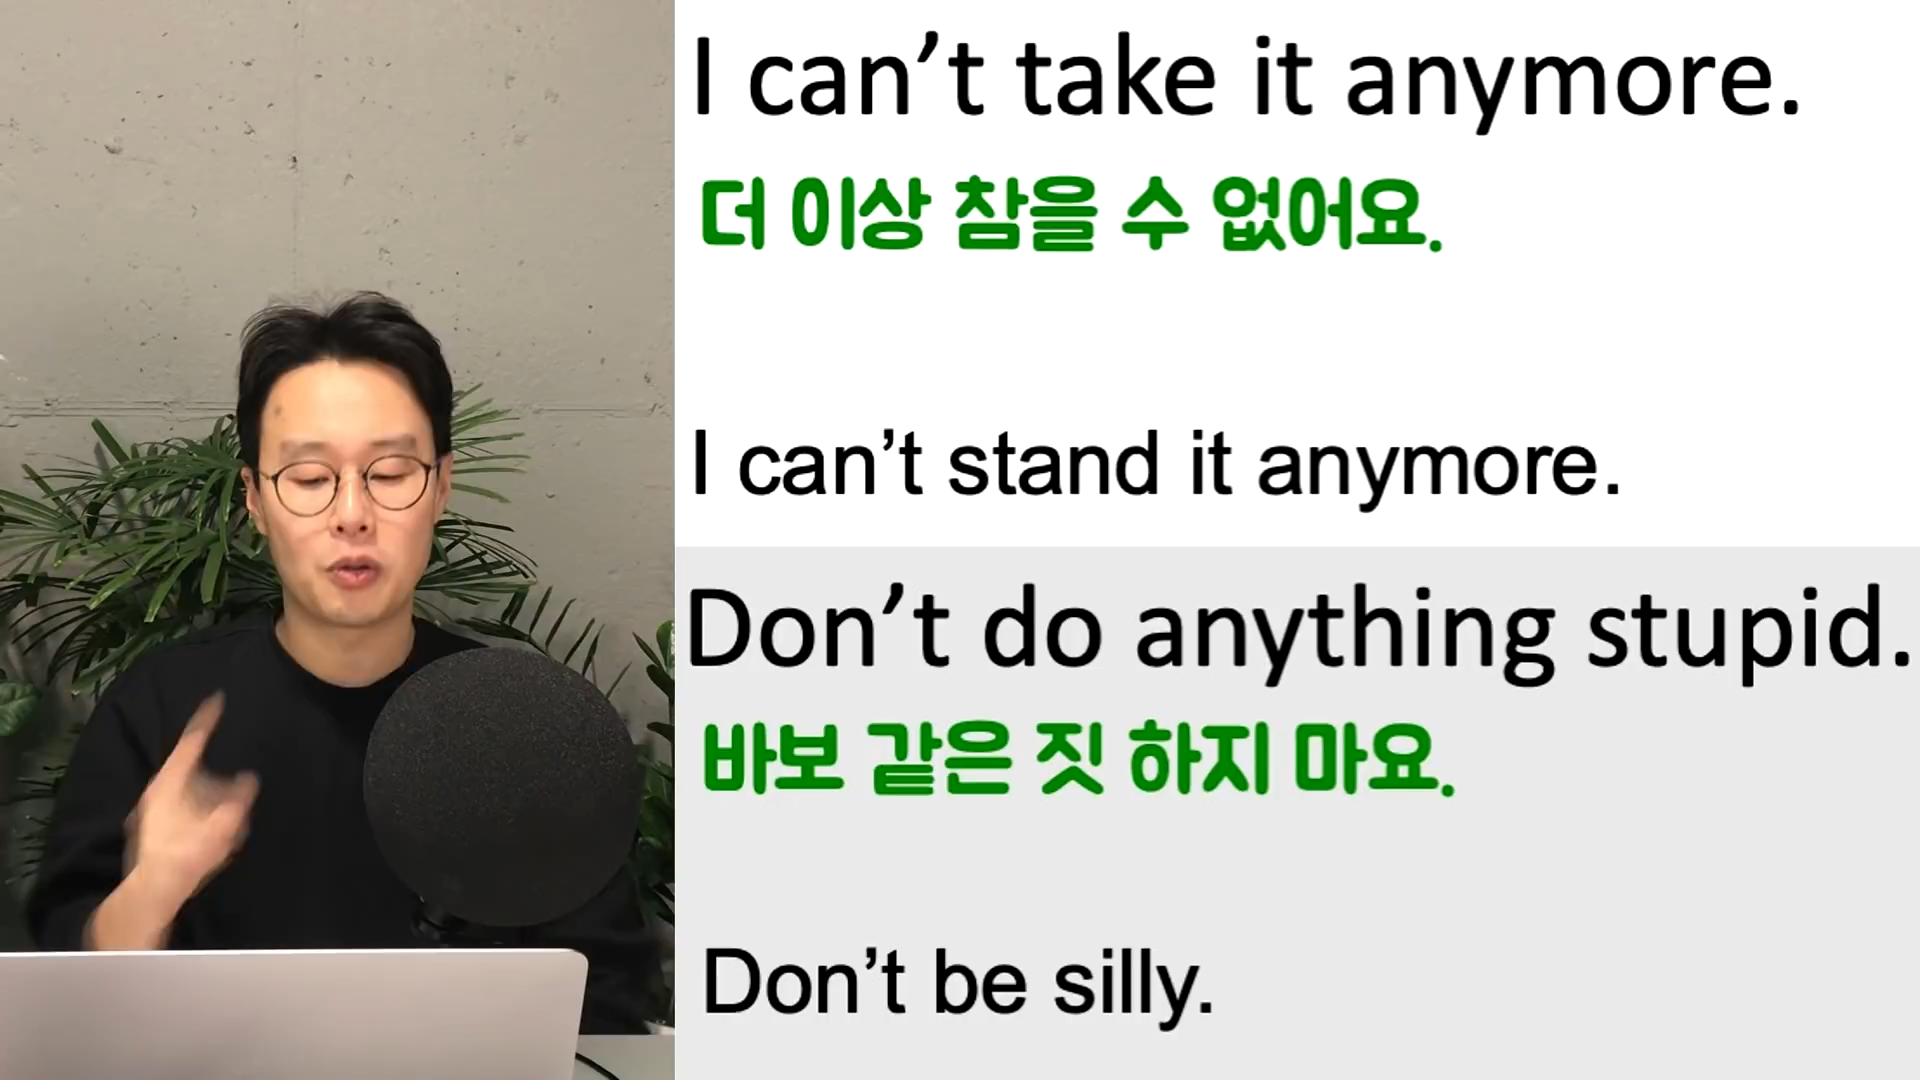 I can’t take it anymore.
더 이상 참을 수 없어요.
I can’t stand it anymore.
Don’t do anything stupid.
바보 같은 짓 하지 마요.
Don’t be silly.